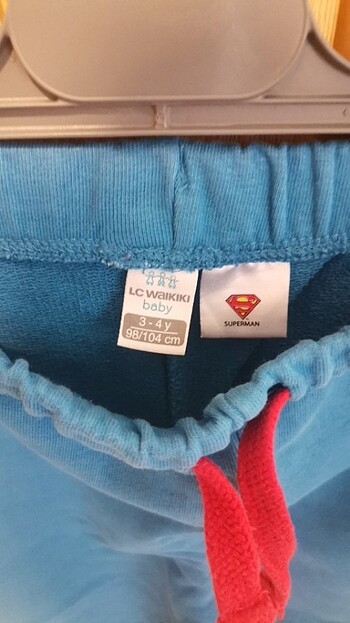 LC WAIKIKI
baby
3 - 4 y
98/104 cm
SUPERMAN